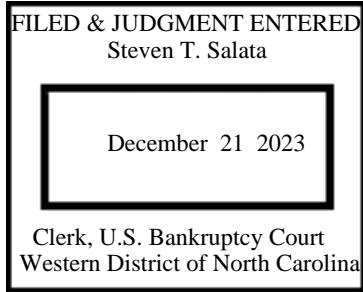 FILED & JUDGMENT ENTERED
Steven T. Salata
December 21 2023
Clerk, U.S. Bankruptcy Court
Western District of North Carolina